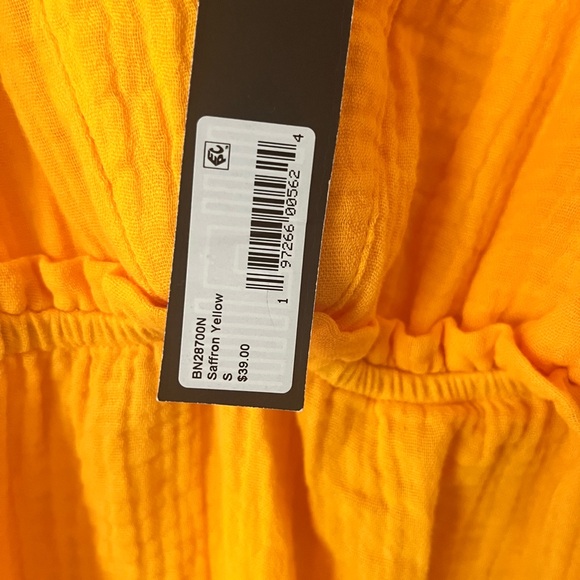 1 97266 00562 4
BN28700N
Saffron Yellow
S
$39.00